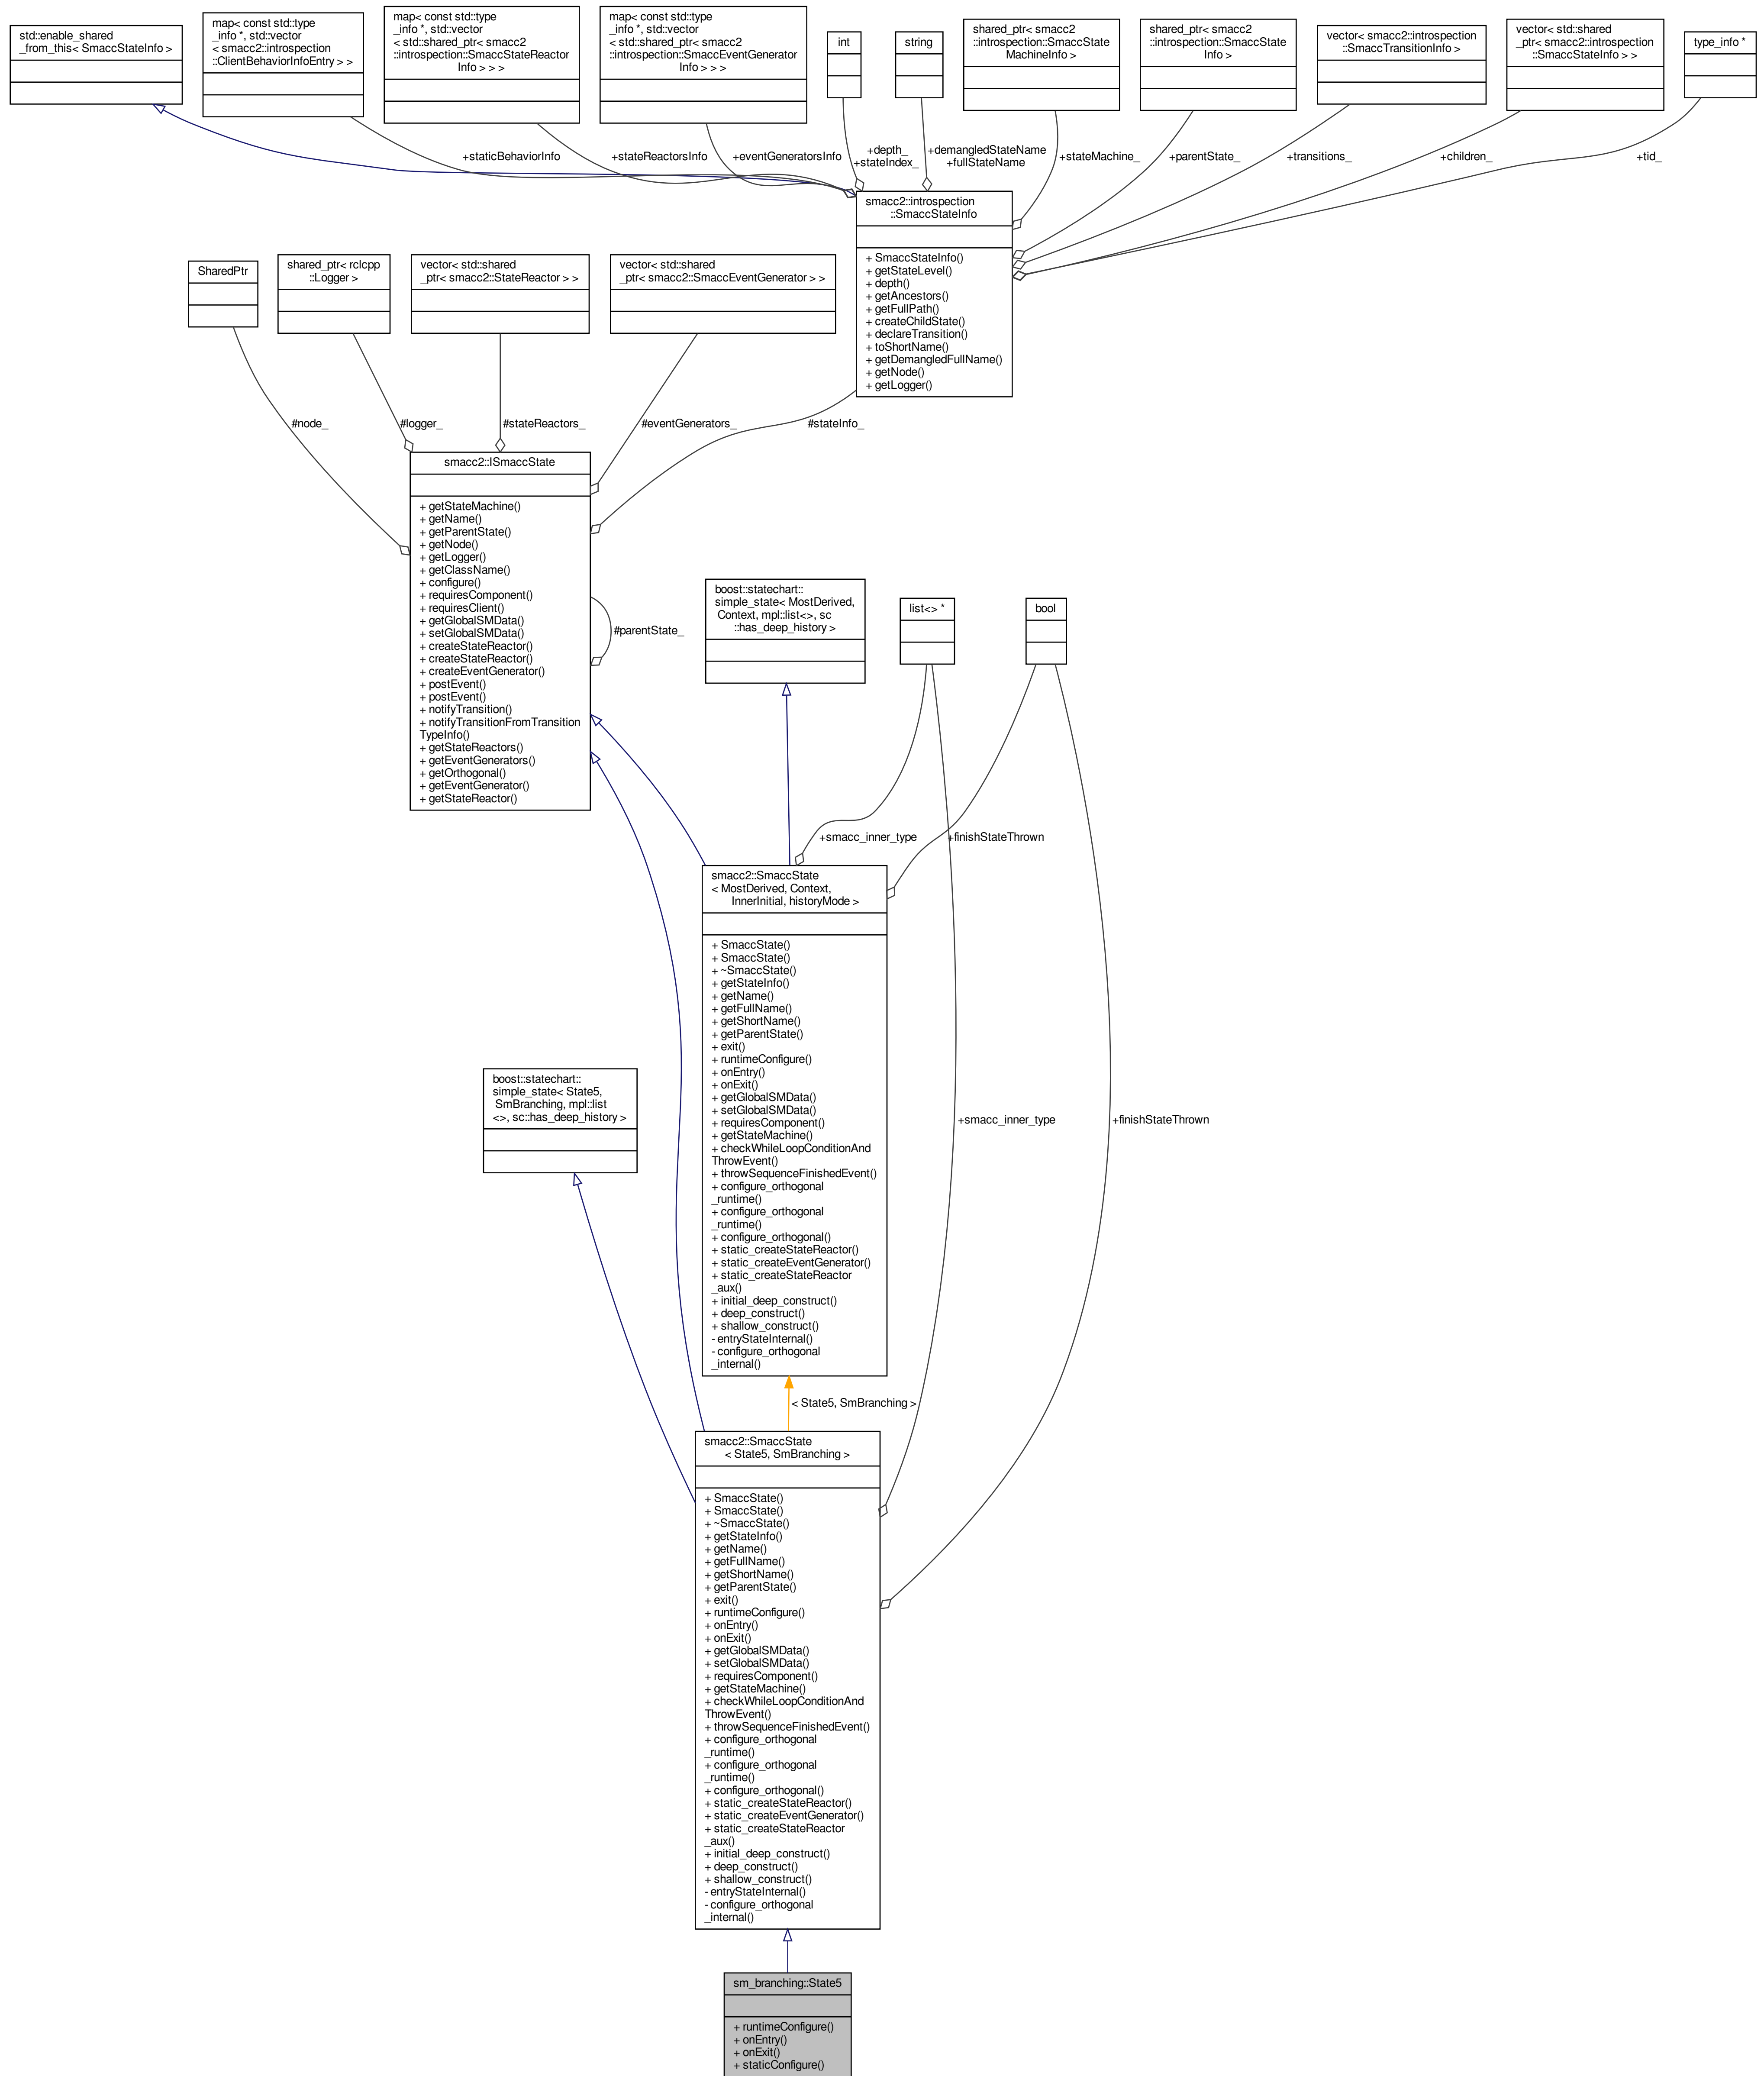 std::enable_shared
_from_this< SmaccStateInfo >
map< const std::type
_info *, std::vector
< smacc2::introspection
::ClientBehaviorInfoEntry > >
map< const std::type
_info *, std::vector
< std::shared_ptr< smacc2
::introspection::SmaccStateReactor
Info > > >
map< const std::type
_info *, std::vector
< std::shared_ptr< smacc2
::introspection::SmaccEventGenerator
Info > > >
int
string
shared_ptr< smacc2
::introspection::SmaccState
MachineInfo >
shared_ptr< smacc2
::introspection::SmaccState
Info >
vector< smacc2::introspection
::SmaccTransitionInfo >
vector< std::shared
_ptr< smacc2::introspection
::SmaccStateInfo > >
type_info *
+staticBehaviorInfo
+stateReactorsInfo
+eventGeneratorsInfo
+depth_
+stateIndex_
+demangledStateName
+fullStateName
+stateMachine_
+parentState_
+transitions_
+children_
+tid_
smacc2::introspection
::SmaccStateInfo
+ SmaccStateInfo()
+ getStateLevel()
+ depth()
+ getAncestors()
+ getFullPath()
+ createChildState()
+ declareTransition()
+ toShortName()
+ getDemangledFullName()
+ getNode()
+ getLogger()
SharedPtr
shared_ptr< rclcpp
::Logger >
vector< std::shared
_ptr< smacc2::StateReactor > >
vector< std::shared
_ptr< smacc2::SmaccEventGenerator > >
#node_
#logger_
#stateReactors_
#eventGenerators_
#stateInfo_
smacc2::ISmaccState
+ getStateMachine()
+ getName()
+ getParentState()
+ getNode()
+ getLogger()
+ getClassName()
+ configure()
+ requiresComponent()
+ requiresClient()
+ getGlobalSMData()
+ setGlobalSMData()
+ createStateReactor()
+ createStateReactor()
+ createEventGenerator()
+ postEvent()
+ postEvent()
+ notifyTransition()
+ notifyTransitionFromTransition
TypeInfo()
+ getStateReactors()
+ getEventGenerators()
+ getOrthogonal()
+ getEventGenerator()
+ getStateReactor()
#parentState_
boost::statechart::
simple_state< MostDerived,
Context, mpl::list<>, sc
::has_deep_history >
list<> *
bool
+smacc_inner_type
+finishStateThrown
smacc2::SmaccState
< MostDerived, Context,
InnerInitial, historyMode >
+ SmaccState()
+ SmaccState()
+ ~SmaccState()
+ getStateInfo()
+ getName()
+ getFullName()
+ getShortName()
+ getParentState()
+ exit()
+ runtimeConfigure()
+ onEntry()
+ onExit()
+ getGlobalSMData()
+ setGlobalSMData()
+ requiresComponent()
+ getStateMachine()
+ checkWhileLoopConditionAnd
ThrowEvent()
+ throwSequenceFinishedEvent()
+ configure_orthogonal
_runtime()
+ configure_orthogonal
_runtime()
+ configure_orthogonal()
+ static_createStateReactor()
+ static_createEventGenerator()
+ static_createStateReactor
_aux()
+ initial_deep_construct()
+ deep_construct()
+ shallow_construct()
- entryStateInternal()
- configure_orthogonal
_internal()
boost::statechart::
simple_state< State5,
SmBranching, mpl::list
<>, sc::has_deep_history >
+smacc_inner_type
+finishStateThrown
< State5, SmBranching >
smacc2::SmaccState
< State5, SmBranching >
+ SmaccState()
+ SmaccState()
+ ~SmaccState()
+ getStateInfo()
+ getName()
+ getFullName()
+ getShortName()
+ getParentState()
+ exit()
+ runtimeConfigure()
+ onEntry()
+ onExit()
+ getGlobalSMData()
+ setGlobalSMData()
+ requiresComponent()
+ getStateMachine()
+ checkWhileLoopConditionAnd
ThrowEvent()
+ throwSequenceFinishedEvent()
+ configure_orthogonal
_runtime()
+ configure_orthogonal
_runtime()
+ configure_orthogonal()
+ static_createStateReactor()
+ static_createEventGenerator()
+ static_createStateReactor
_aux()
+ initial_deep_construct()
+ deep_construct()
+ shallow_construct()
- entryStateInternal()
- configure_orthogonal
_internal()
sm_branching::State5
+ runtimeConfigure()
+ onEntry()
+ onExit()
+ staticConfigure()